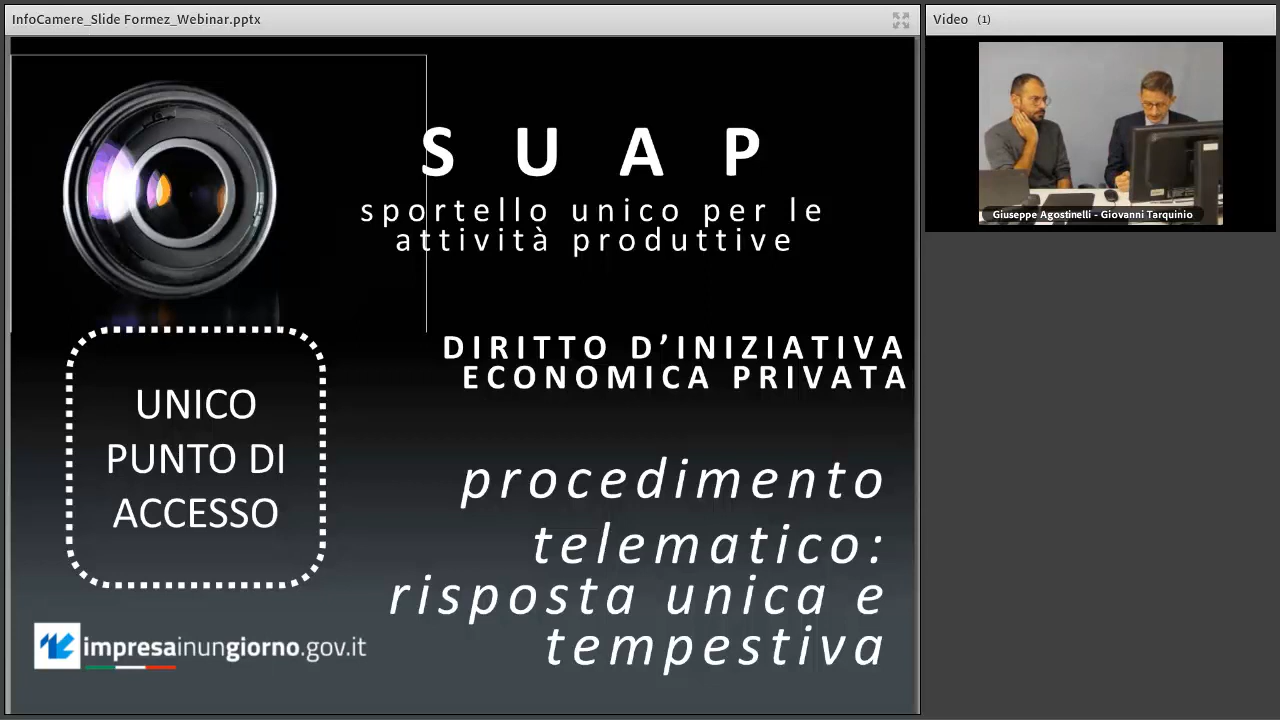 InfoCamere_Slide Formez_Webinar.pptx
Video (1)
Giuseppe Agostinelli - Giovanni Tarquinio
SUAP
sportello unico per le
attività produttive
DIRITTO D’INIZIATIVA
ECONOMICA PRIVATA
UNICO
PUNTO DI
ACCESSO
procedimento
telematico:
risposta unica e
tempestiva
impresainungiorno.gov.it